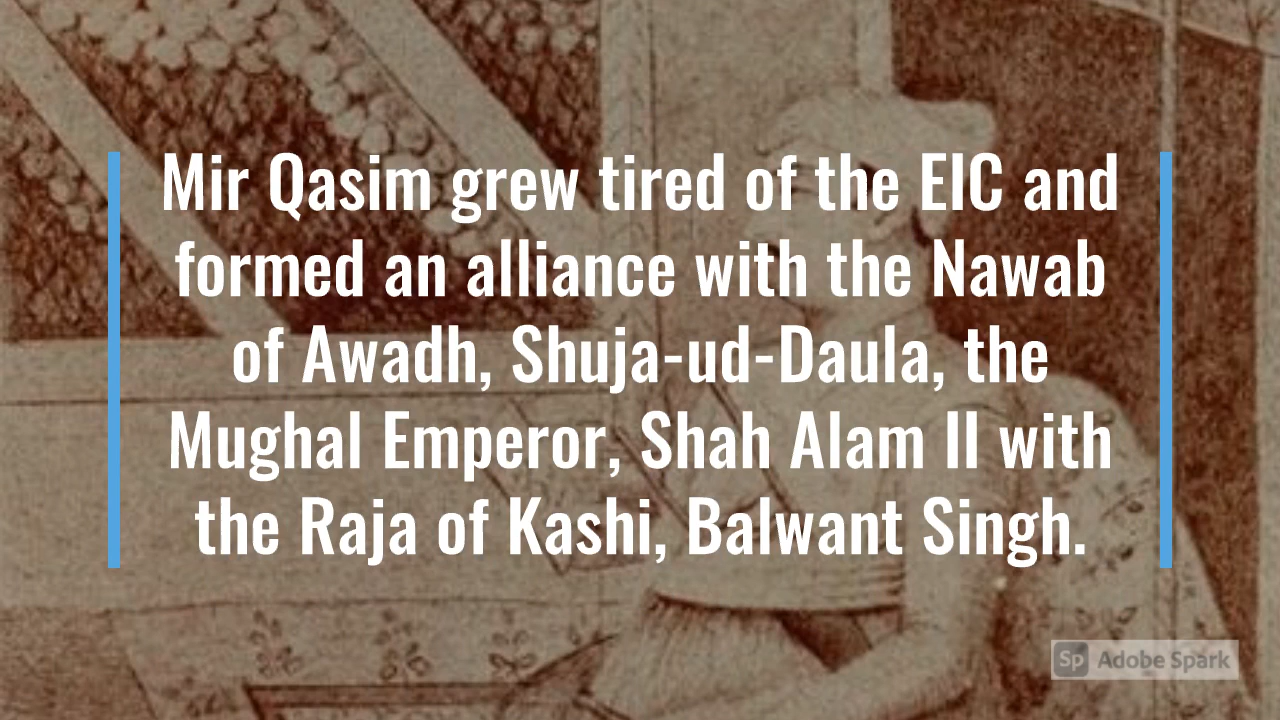 Mir Qasim grew tired of the EIC and
formed an alliance with the Nawab
of Awadh, Shuja-ud-Daula, the
Mughal Emperor, Shah Alam II with
the Raja of Kashi, Balwant Singh.
Sp Adobe Spark